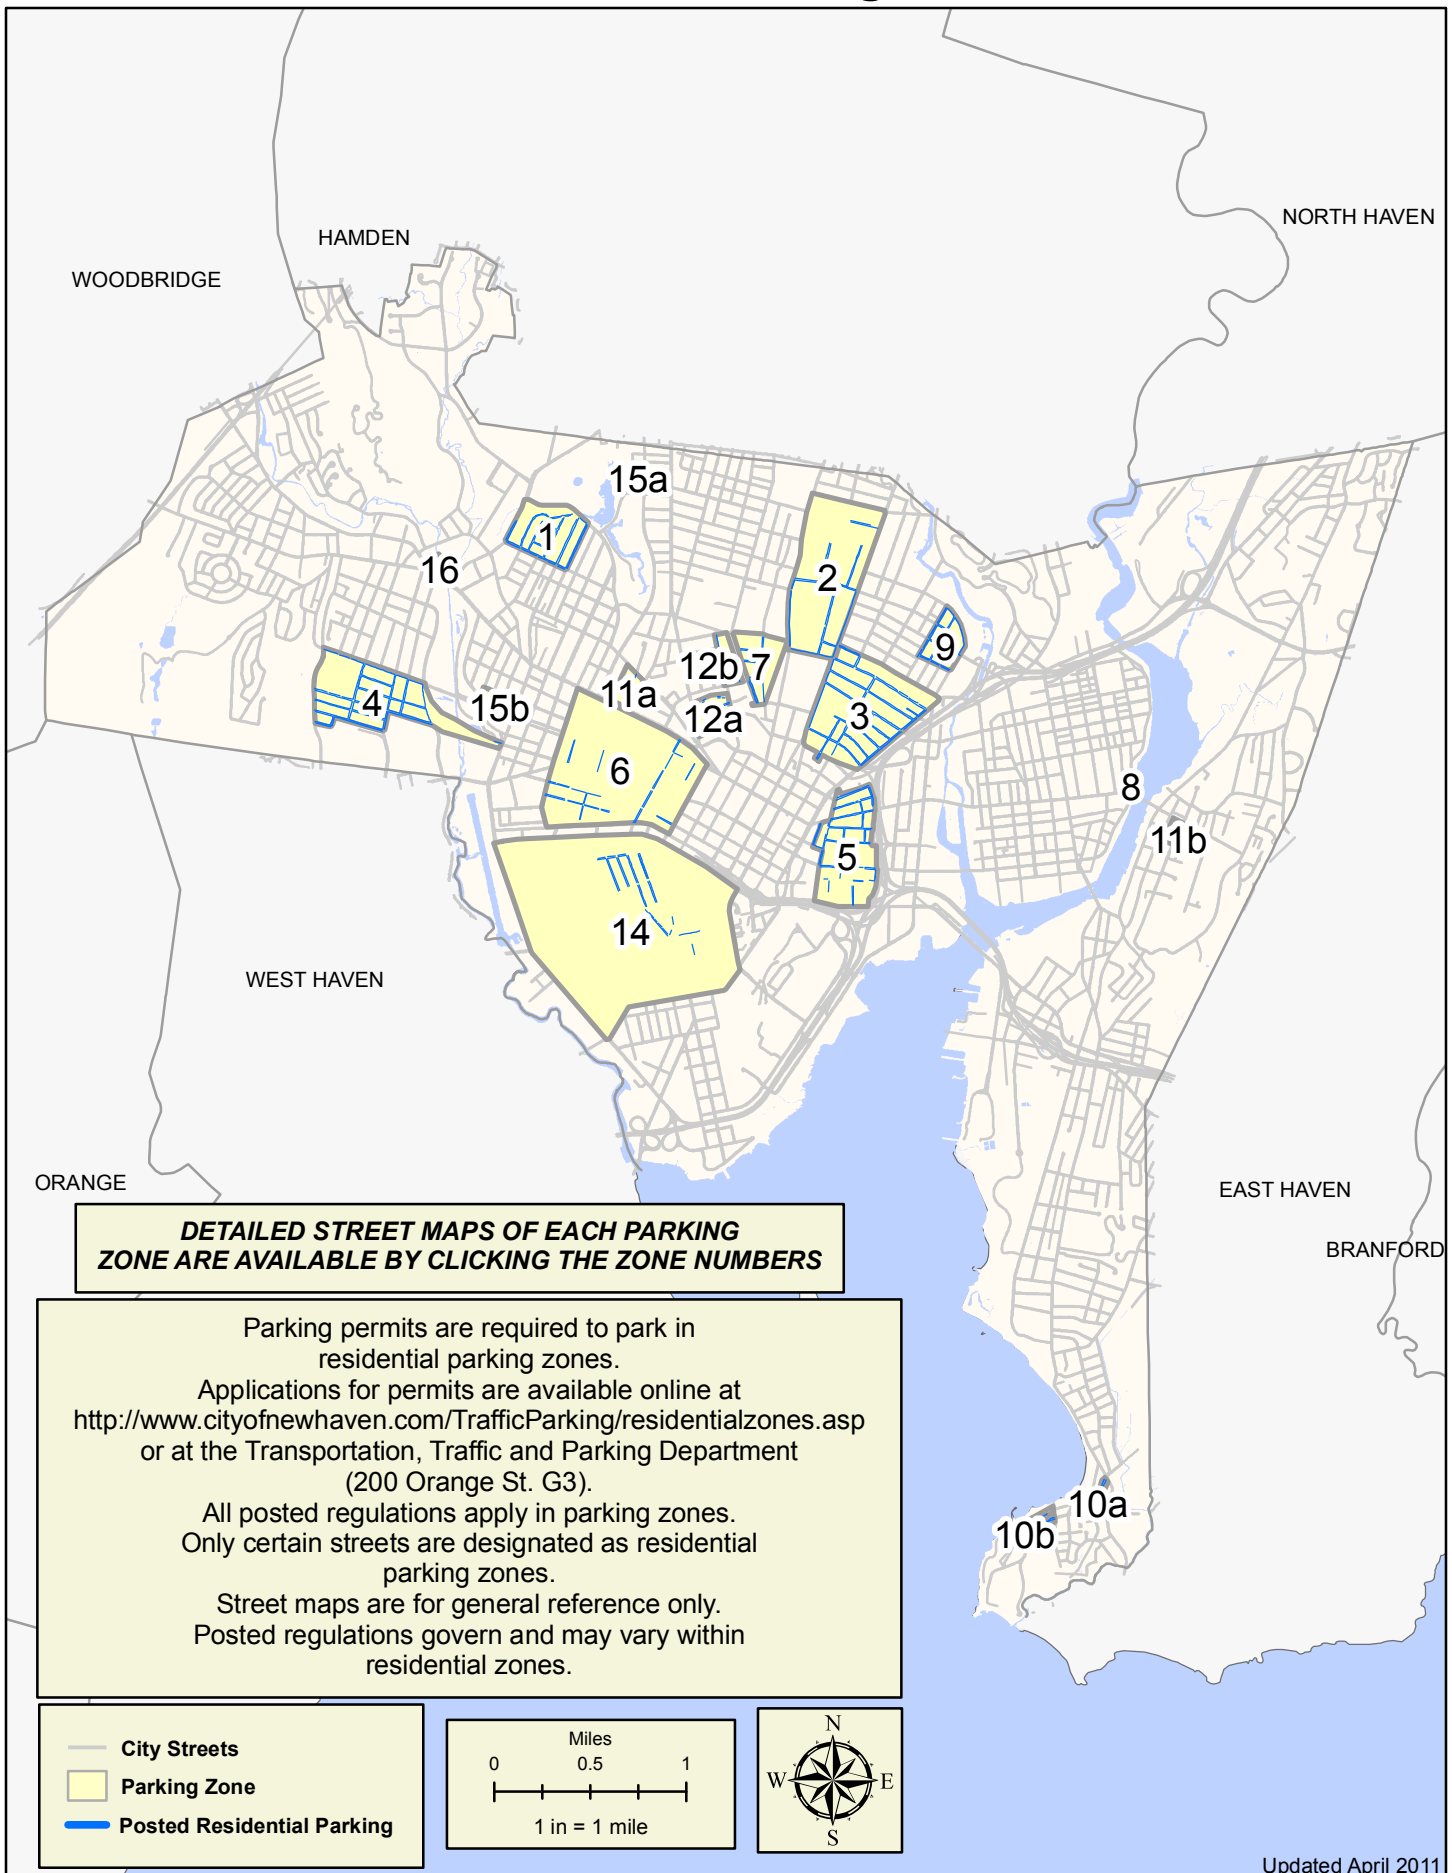 NORTH HAVEN
HAMDEN
WOODBRIDGE
15a
1
16
2
9
12b
7
11a
4
15b
12a
3
6
8
11b
5
14
WEST HAVEN
ORANGE
EAST HAVEN
BRANFORD
DETAILED STREET MAPS OF EACH PARKING
ZONE ARE AVAILABLE BY CLICKING THE ZONE NUMBERS
Parking permits are required to park in
residential parking zones.
Applications for permits are available online at
http://www.cityofnewhaven.com/TrafficParking/residentialzones.asp
or at the Transportation, Traffic and Parking Department
(200 Orange St. G3).
All posted regulations apply in parking zones.
Only certain streets are designated as residential
parking zones.
Street maps are for general reference only.
Posted regulations govern and may vary within
residential zones.
10a
10b
City Streets
Parking Zone
Posted Residential Parking
Miles
0 0.5 1
1 in = 1 mile
N
W E
S
Updated April 2011